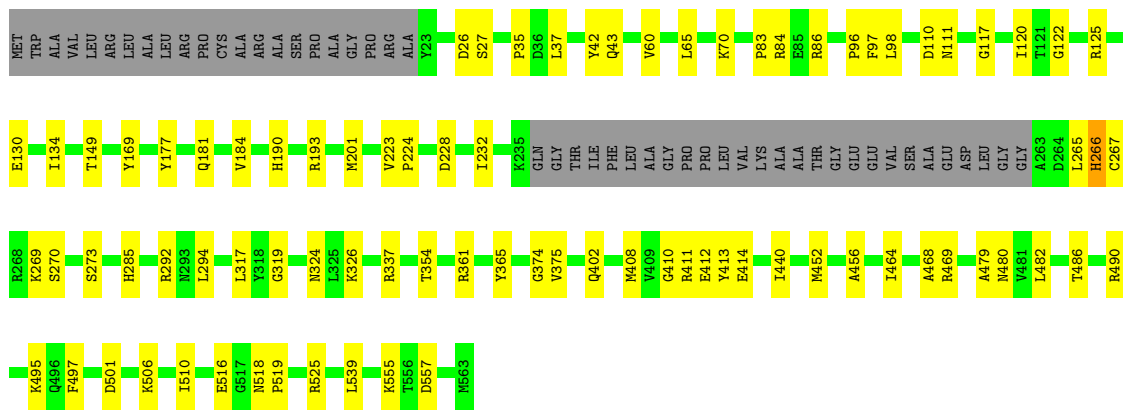 MET TRP ALA VAL LEU ARG LEU LEU ALA LEU LEU ARG PRO CYS ALA ARG ALA SER PRO ALA GLY PRO ARG ALA Y23 D26 S27 P35 D36 L37 Y42 Q43 V60 L65 K70 P83 R84 E85 R86 P96 F97 L98 D110 N111 G117 I120 T121 G122 R125
E130 I134 T149 Y169 Y177 Q181 V184 H190 R193 M201 V223 P224 D228 I232 K235 GLN GLY THR ILE PHE LEU ALA GLY PRO PRO LEU VAL LYS ALA ALA THR GLY GLU GLU VAL SER ALA GLU ASP LEU GLY GLY A263 D264 L265 H266 C267
R268 K269 S270 S273 H285 R292 N293 L294 L317 Y318 G319 N324 L325 K326 R337 T354 R361 Y365 G374 V375 Q402 M408 V409 G410 R411 E412 Y413 E414 I440 M452 A456 I464 A468 R469 A479 N480 V481 L482 T486 R490
K495 Q496 F497 D501 K506 I510 E516 G517 N518 P519 R525 L539 K555 T556 D557 M563